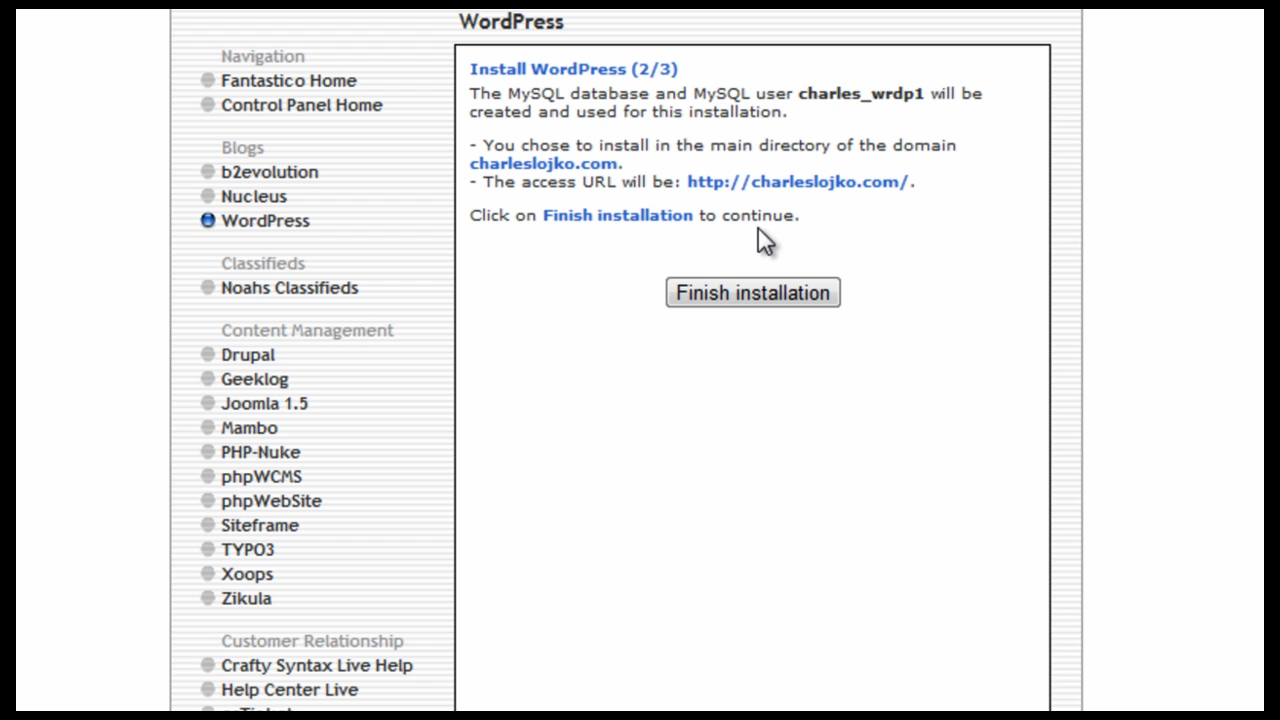 WordPress
Navigation
Fantastico Home
Control Panel Home
Blogs
b2evolution
Nucleus
WordPress
Classifieds
Noahs Classifieds
Content Management
Drupal
Geeklog
Joomla 1.5
Mambo
PHP-Nuke
phpWCMS
phpWebSite
Siteframe
TYPO3
Xoops
Zikula
Customer Relationship
Crafty Syntax Live Help
Help Center Live
Install WordPress (2/3)
The MySQL database and MySQL user charles_wrdp1 will be
created and used for this installation.
- You chose to install in the main directory of the domain
charleslojko.com.
- The access URL will be: http://charleslojko.com/.
Click on Finish installation to continue.
Finish installation